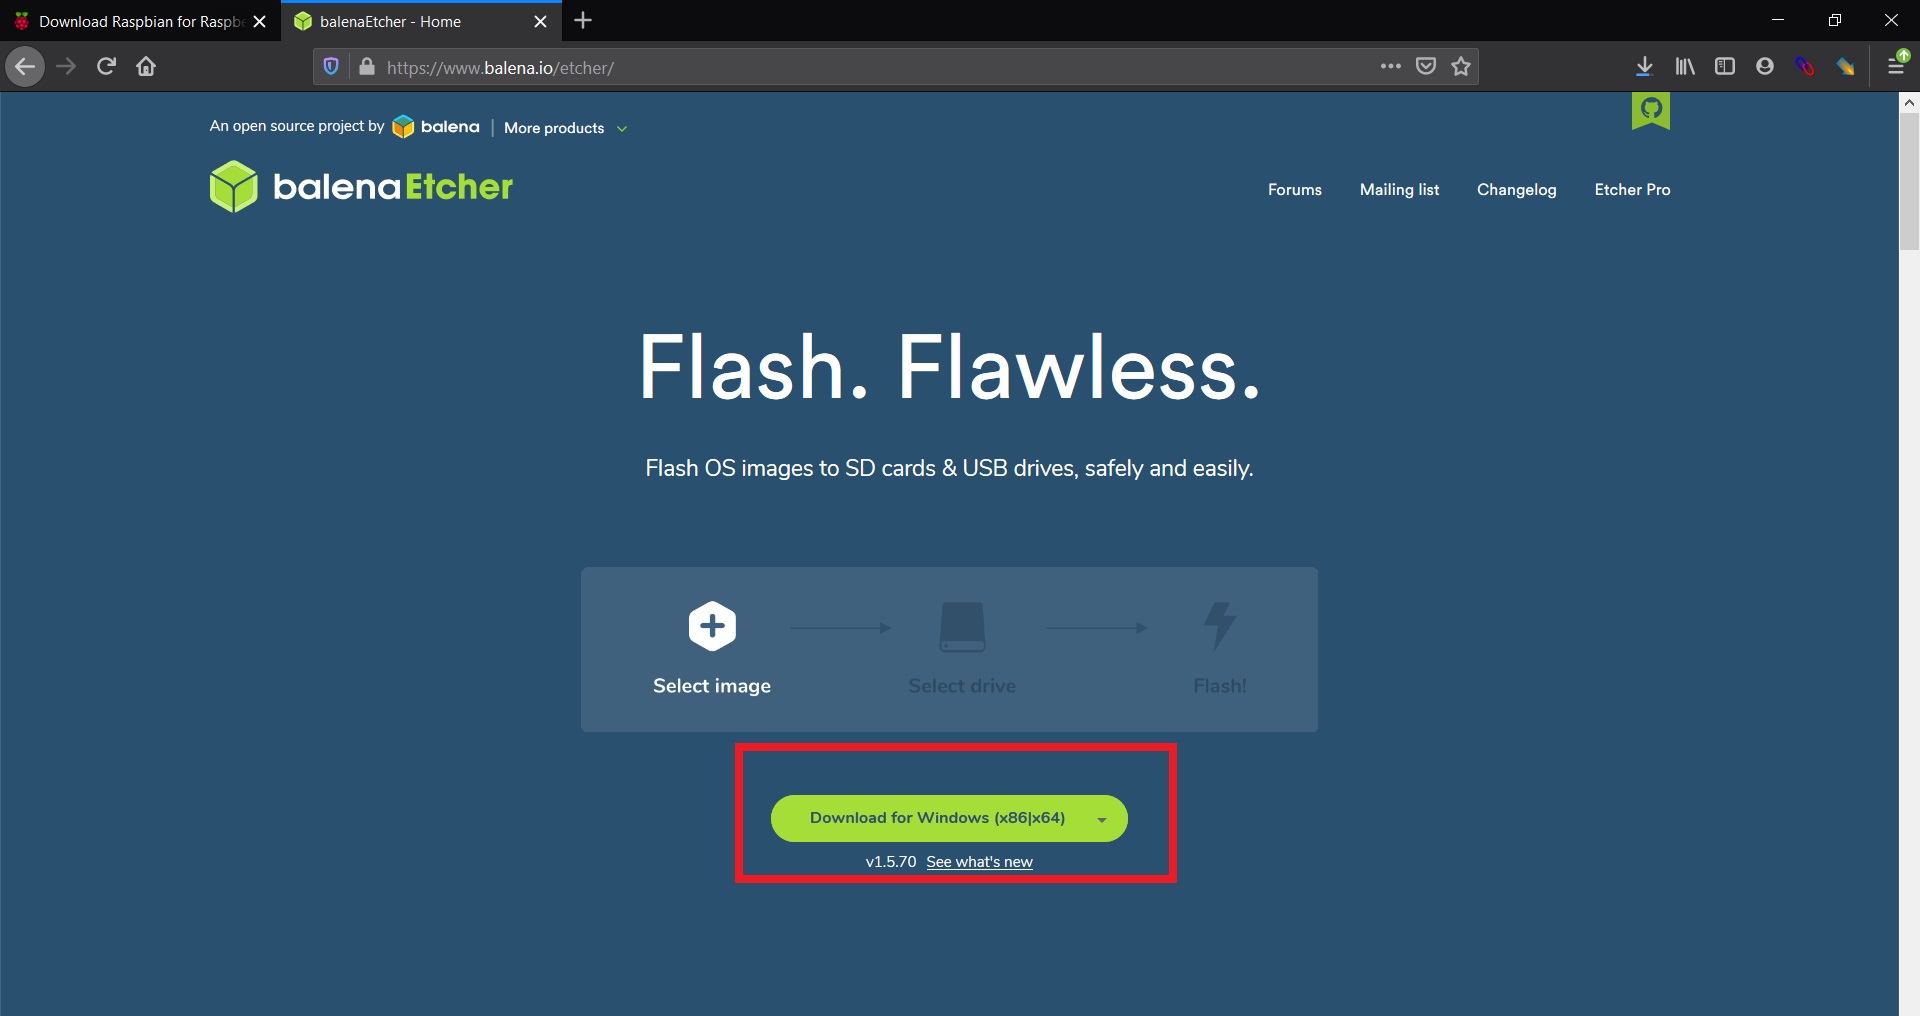 Download Raspbian for Raspbe
balenaEtcher - Home
https://www.balena.io/etcher/
An open source project by balena | More products
balenaEtcher
Forums Mailing list Changelog Etcher Pro
Flash. Flawless.
Flash OS images to SD cards & USB drives, safely and easily.
Select image Select drive Flash!
Download for Windows (x86|x64)
v1.5.70 See what's new